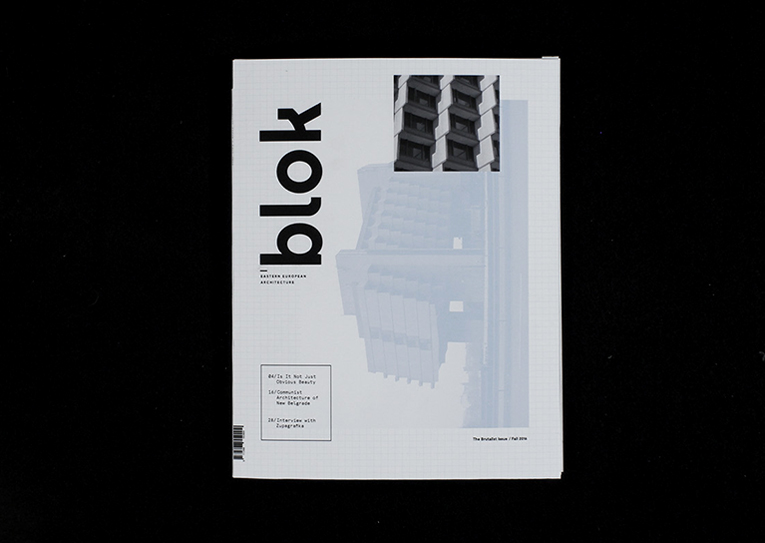 blok
EASTERN EUROPEAN
ARCHITECTURE
04/Is It Not Just
Obvious Beauty
16/Communist
Architecture of
New Belgrade
28/Interview with
Zupagrafika
The Brutalist Issue / Fall 2016